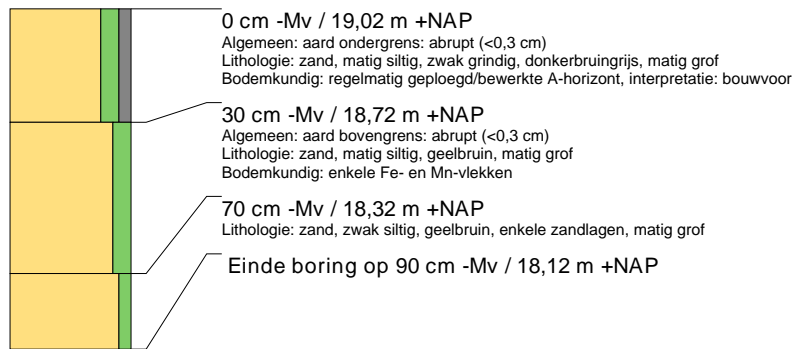 0 cm -Mv / 19,02 m +NAP
Algemeen: aard ondergrens: abrupt (<0,3 cm)
Lithologie: zand, matig siltig, zwak grindig, donkerbruingrijs, matig grof
Bodemkundig: regelmatig geploegd/bewerkte A-horizont, interpretatie: bouwvoor
30 cm -Mv / 18,72 m +NAP
Algemeen: aard bovengrens: abrupt (<0,3 cm)
Lithologie: zand, matig siltig, geelbruin, matig grof
Bodemkundig: enkele Fe- en Mn-vlekken
70 cm -Mv / 18,32 m +NAP
Lithologie: zand, zwak siltig, geelbruin, enkele zandlagen, matig grof
Einde boring op 90 cm -Mv / 18,12 m +NAP